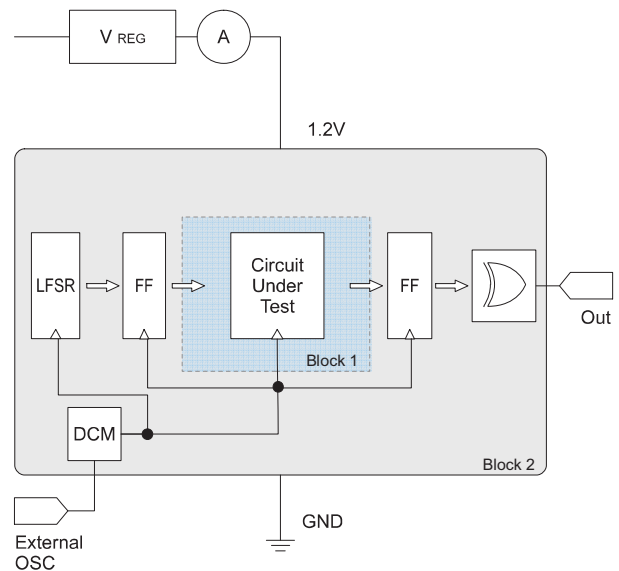 V REG
A
1.2V
LFSR
FF
Circuit
Under
Test
FF
Out
Block 1
DCM
Block 2
External
OSC
GND